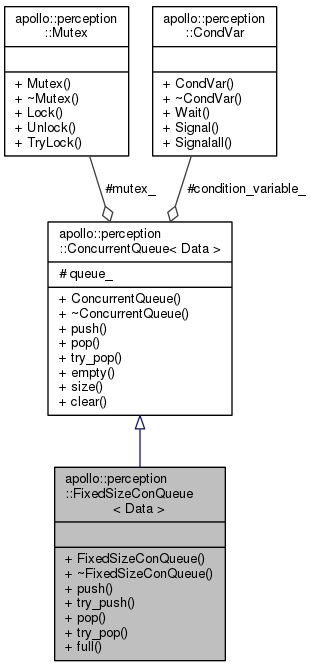 apollo::perception
::Mutex
+ Mutex()
+ ~Mutex()
+ Lock()
+ Unlock()
+ TryLock()
apollo::perception
::CondVar
+ CondVar()
+ ~CondVar()
+ Wait()
+ Signal()
+ Signalall()
#mutex_
#condition_variable_
apollo::perception
::ConcurrentQueue< Data >
# queue_
+ ConcurrentQueue()
+ ~ConcurrentQueue()
+ push()
+ pop()
+ try_pop()
+ empty()
+ size()
+ clear()
apollo::perception
::FixedSizeConQueue
< Data >
+ FixedSizeConQueue()
+ ~FixedSizeConQueue()
+ push()
+ try_push()
+ pop()
+ try_pop()
+ full()